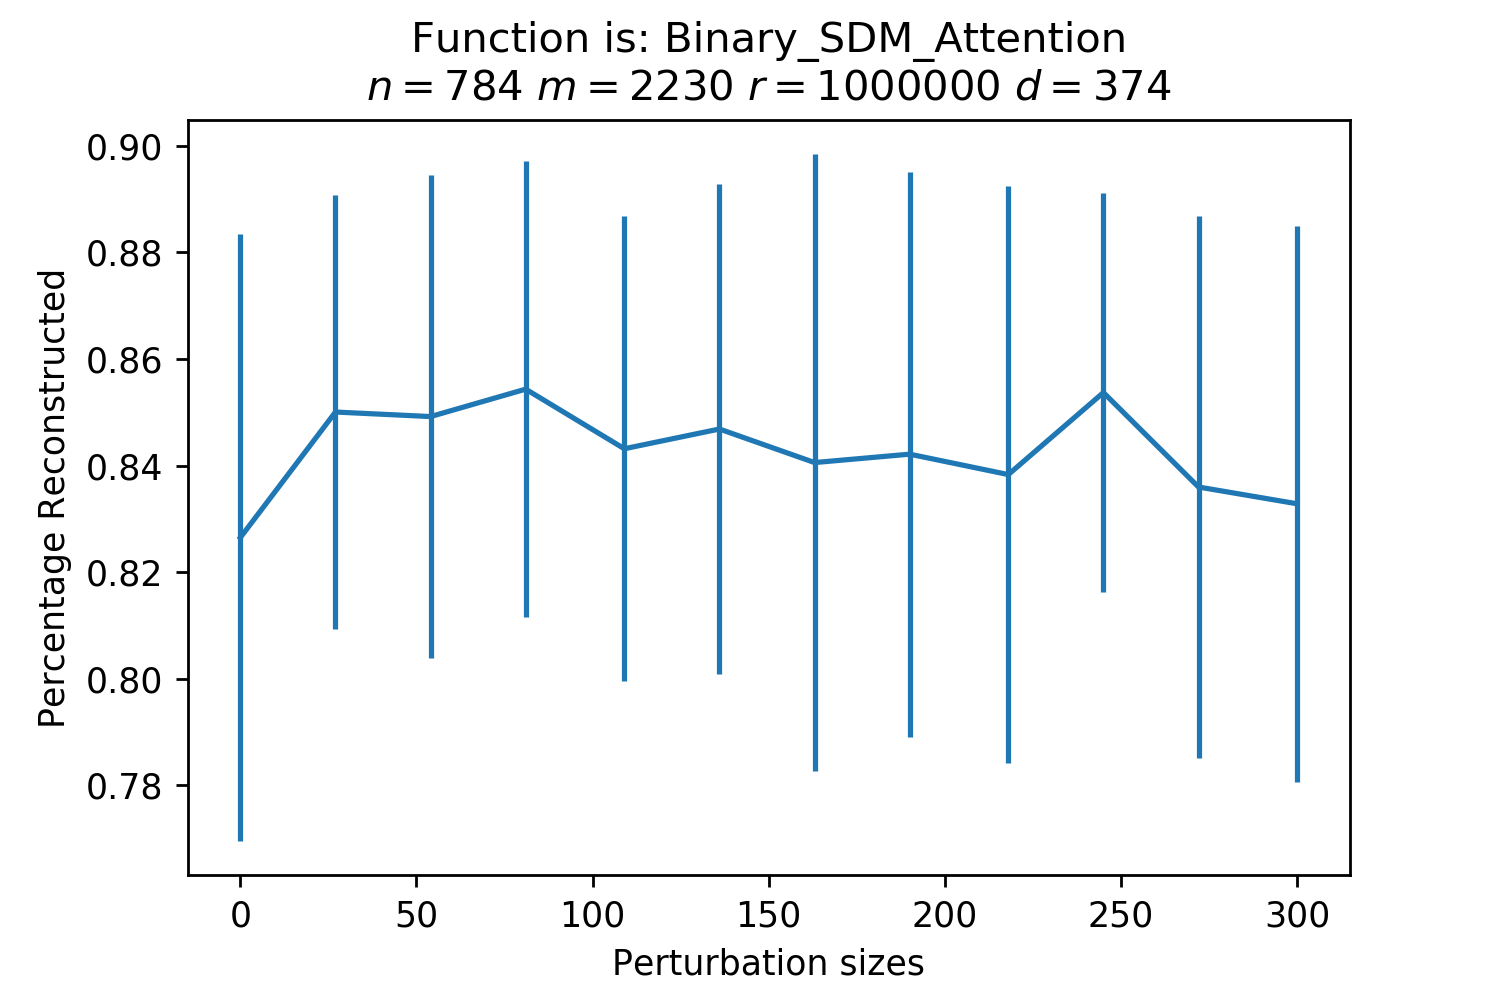 Function is: Binary_SDM_Attention
n = 784 m = 2230 r = 1000000 d = 374
Percentage Reconstructed
0.90
0.88
0.86
0.84
0.82
0.80
0.78
0 50 100 150 200 250 300
Perturbation sizes